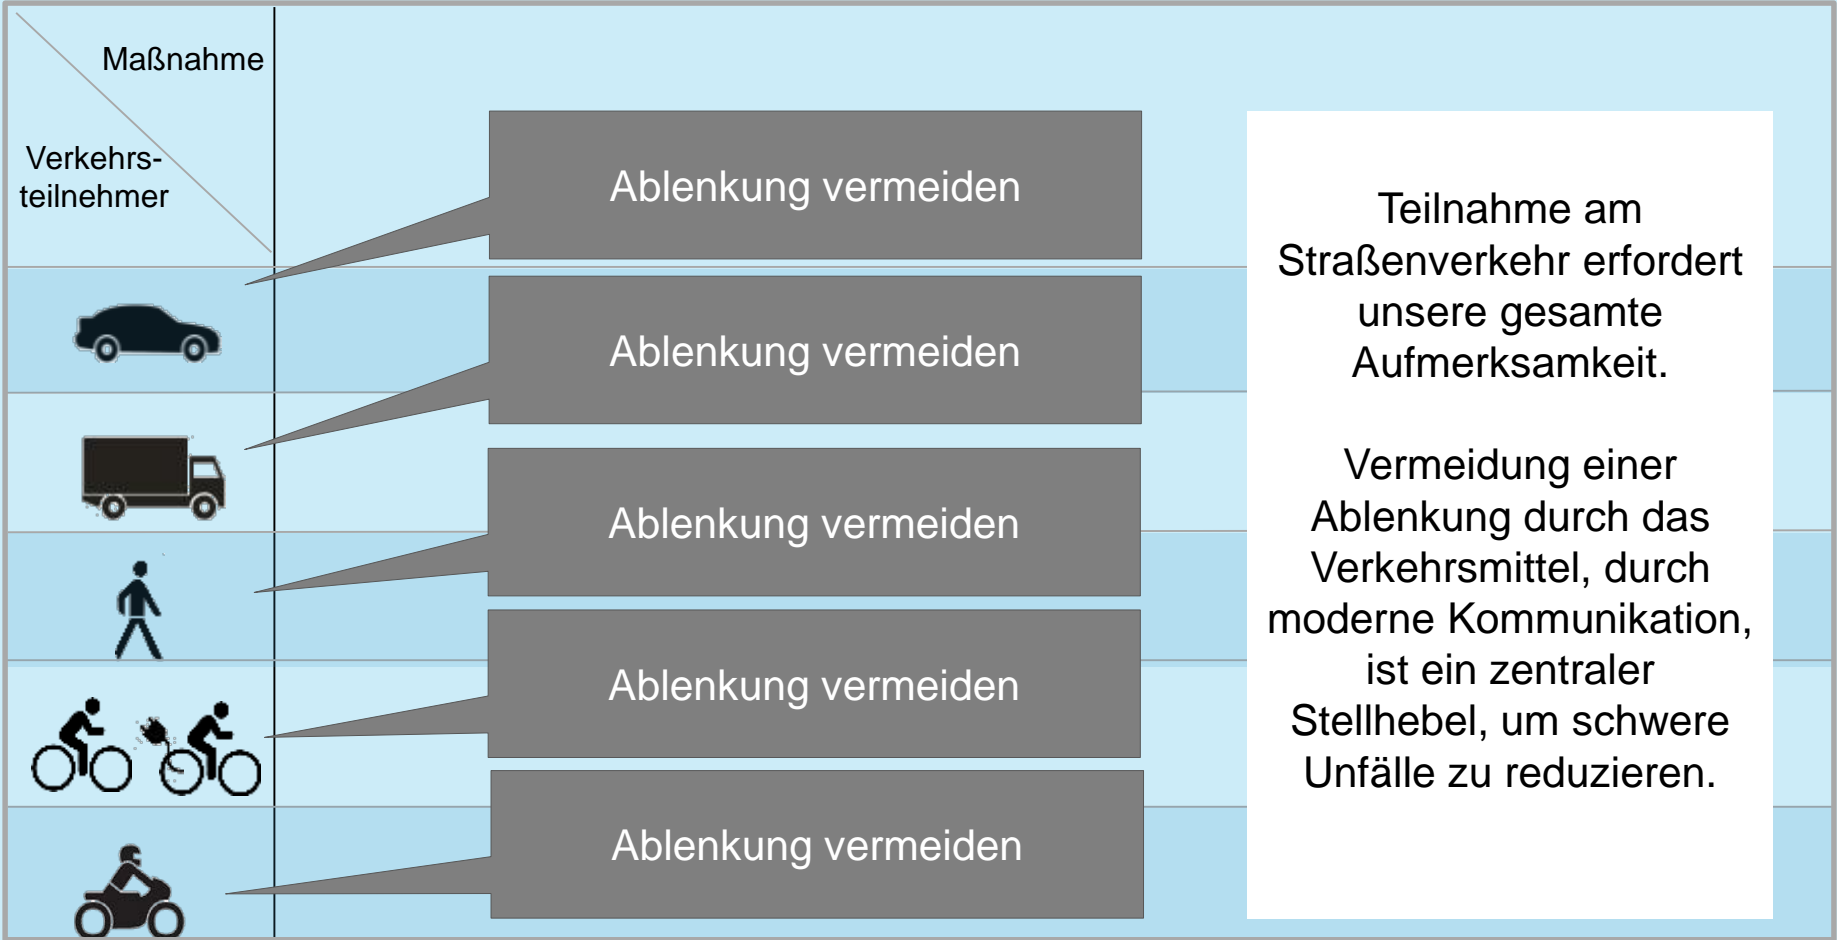 Maßnahme
Verkehrs-
teilnehmer
Ablenkung vermeiden
Ablenkung vermeiden
Ablenkung vermeiden
Ablenkung vermeiden
Ablenkung vermeiden
Teilnahme am
Straßenverkehr erfordert
unsere gesamte
Aufmerksamkeit.
Vermeidung einer
Ablenkung durch das
Verkehrsmittel, durch
moderne Kommunikation,
ist ein zentraler
Stellhebel, um schwere
Unfälle zu reduzieren.